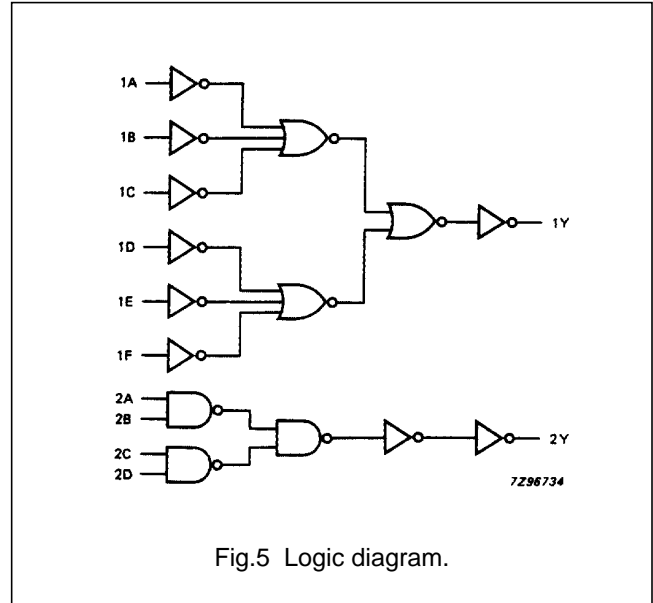 1A
1B
1C
1D
1E
1F
1Y
2A
2B
2C
2D
2Y
7Z96734
Fig.5 Logic diagram.